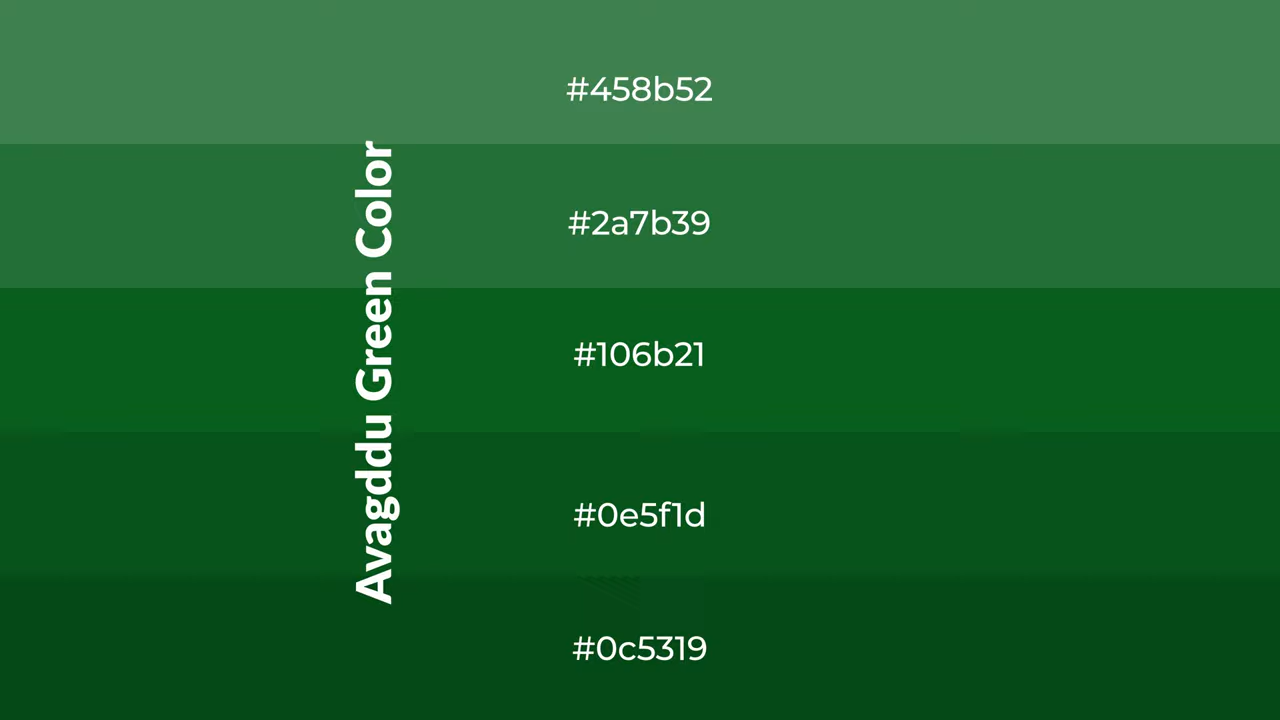 Avagddu Green Color
#458b52
#2a7b39
#106b21
#0e5f1d
#0c5319